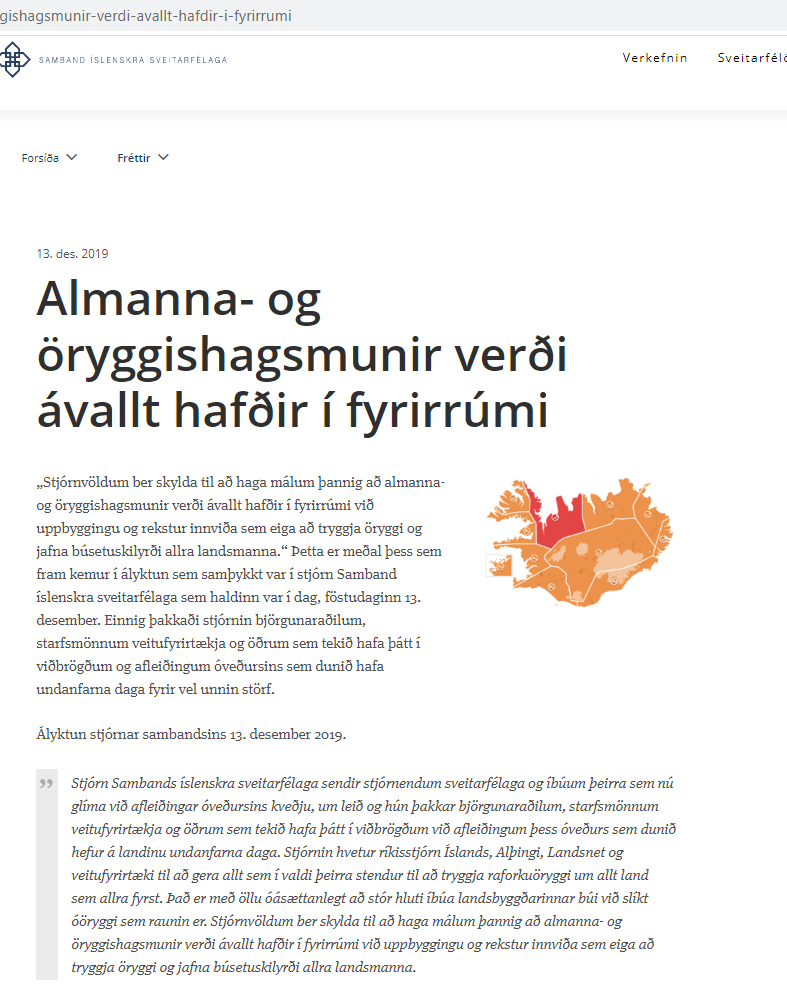 gishagsmunir-verdi-avallt-hafdir-i-fyrirrumi
SAMBAND ÍSLENSKRA SVEITARFÉLAGA
Verkefnin
Sveitarfélö
Forsíða
Fréttir
13. des. 2019
Almanna- og
öryggishagsmunir verði
ávallt hafðir í fyrirrúmi
„Stjórnvöldum ber skylda til að haga málum þannig að almanna-
og öryggishagsmunir verði ávallt hafðir í fyrirrúmi við
uppbyggingu og rekstur innviða sem eiga að tryggja öryggi og
jafna búsetuskilyrði allra landsmanna.“ Þetta er meðal þess sem
fram kemur í ályktun sem samþykkt var í stjórn Samband
íslenskra sveitarfélaga sem haldinn var í dag, föstudaginn 13.
desember. Einnig þakkaði stjórnin björgunaraðilum,
starfsmönnum veitufyrirtækja og öðrum sem tekið hafa þátt í
viðbrögðum og afleiðingum óveðursins sem dunið hafa
undanfarna daga fyrir vel unnin störf.
Ályktun stjórnar sambandsins 13. desember 2019.
”
Stjórn Sambands íslenskra sveitarfélaga sendir stjórnendum sveitarfélaga og íbúum þeirra sem nú
glíma við afleiðingar óveðursins kveðju, um leið og hún þakkar björgunaraðilum, starfsmönnum
veitufyrirtækja og öðrum sem tekið hafa þátt í viðbrögðum við afleiðingum þess óveðurs sem dunið
hefur á landinu undanfarna daga. Stjórnin hvetur ríkisstjórn Íslands, Alþingi, Landsnet og
veitufyrirtæki til að gera allt sem í valdi þeirra stendur til að tryggja raforkuöryggi um allt land
sem allra fyrst. Það er með öllu óásættanlegt að stór hluti íbúa landsbyggðarinnar búi við slíkt
óöryggi sem raunin er. Stjórnvöldum ber skylda til að haga málum þannig að almanna- og
öryggishagsmunir verði ávallt hafðir í fyrirrúmi við uppbyggingu og rekstur innviða sem eiga að
tryggja öryggi og jafna búsetuskilyrði allra landsmanna.